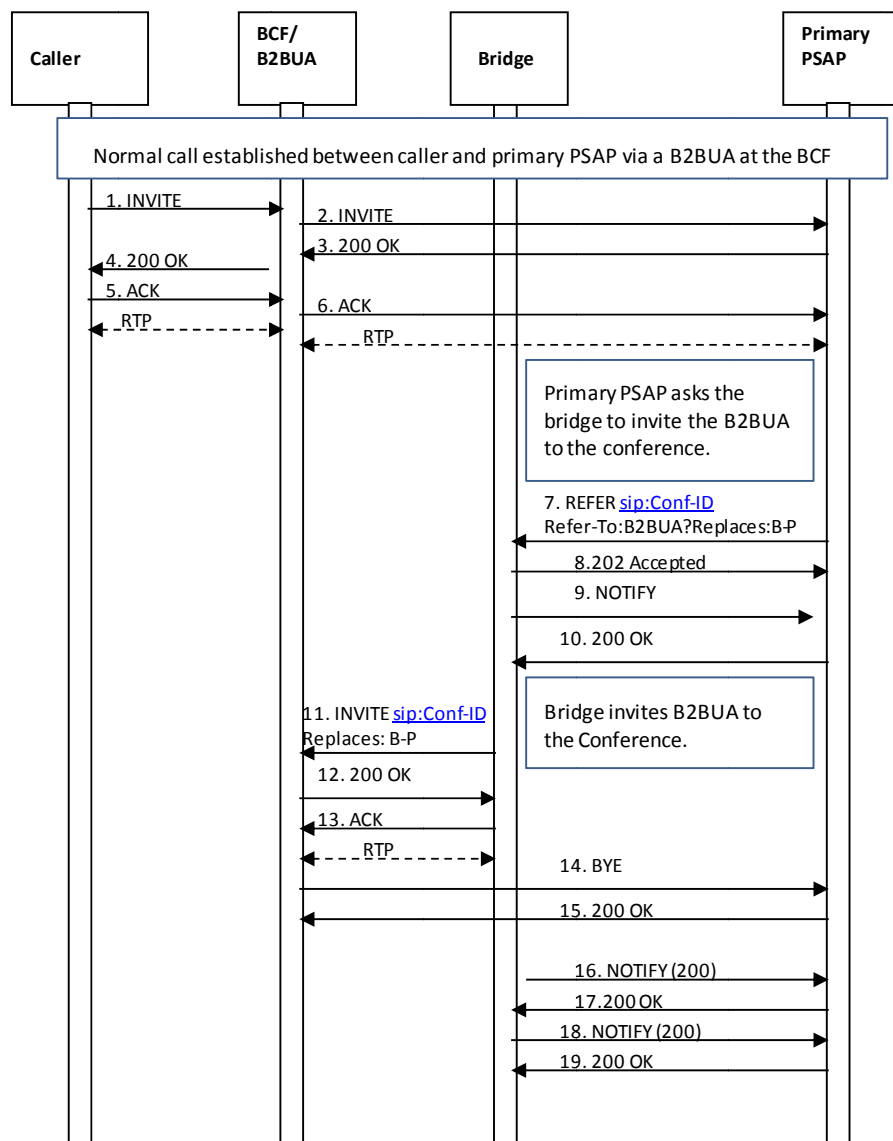 Caller
BCF/
B2BUA
Bridge
Primary
PSAP
Normal call established between caller and primary PSAP via a B2BUA at the BCF
1. INVITE
2. INVITE
3. 200 OK
4. 200 OK
5. ACK
6. ACK
RTP
RTP
Primary PSAP asks the
bridge to invite the B2BUA
to the conference.
7. REFER sip:Conf-ID
Refer-To:B2BUA?Replaces:B-P
8.202 Accepted
9. NOTIFY
10. 200 OK
11. INVITE sip:Conf-ID
Replaces: B-P
Bridge invites B2BUA to
the Conference.
12. 200 OK
13. ACK
RTP
14. BYE
15. 200 OK
16. NOTIFY (200)
17.200 OK
18. NOTIFY (200)
19. 200 OK